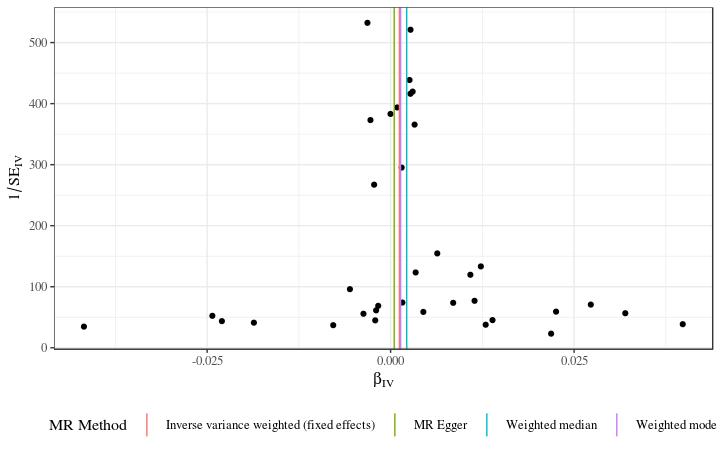 500
400
300
200
100
0
1/SE_IV
-0.025
0.000
0.025
β_IV
MR Method
Inverse variance weighted (fixed effects)
MR Egger
Weighted median
Weighted mode